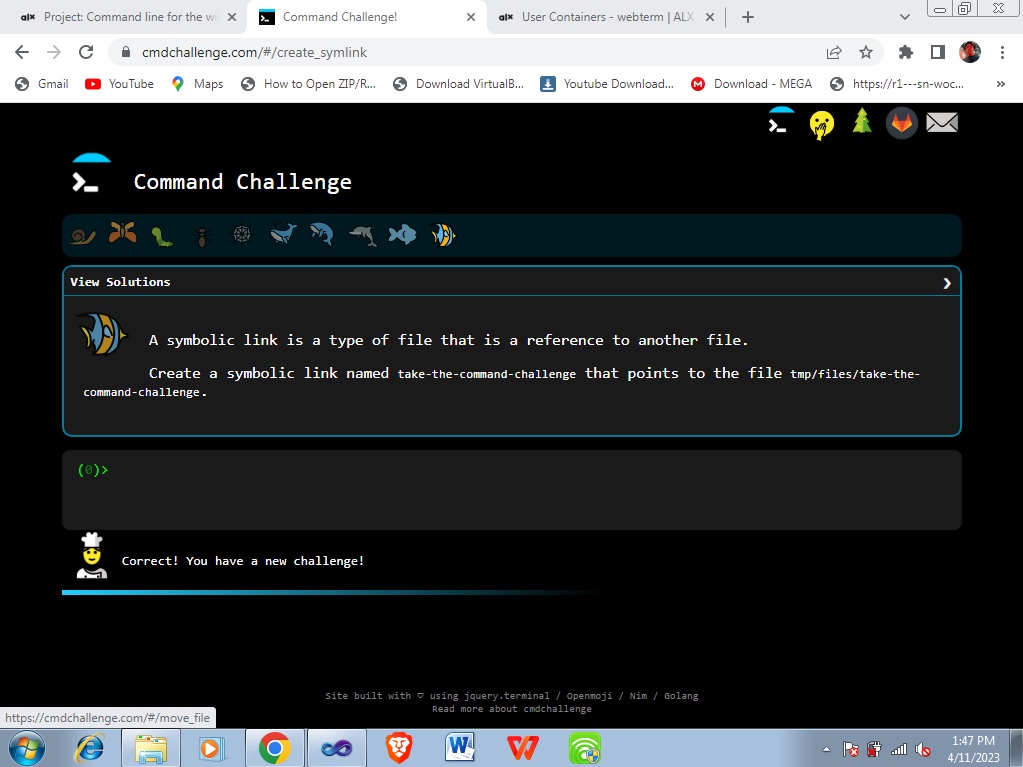 alx Project: Command line for the wi
Command Challenge!
alx User Containers - webterm | ALX
cmdchallenge.com/#/create_symlink
Gmail
YouTube
Maps
How to Open ZIP/R...
Download VirtualB...
Youtube Download...
Download - MEGA
https://r1---sn-woc...
»
Command Challenge
View Solutions
A symbolic link is a type of file that is a reference to another file.
Create a symbolic link named take-the-command-challenge that points to the file tmp/files/take-the-
command-challenge.
(0)>
Correct! You have a new challenge!
Site built with ♡ using jquery.terminal / Openmoji / Nim / Golang
Read more about cmdchallenge
https://cmdchallenge.com/#/move_file
1:47 PM
4/11/2023